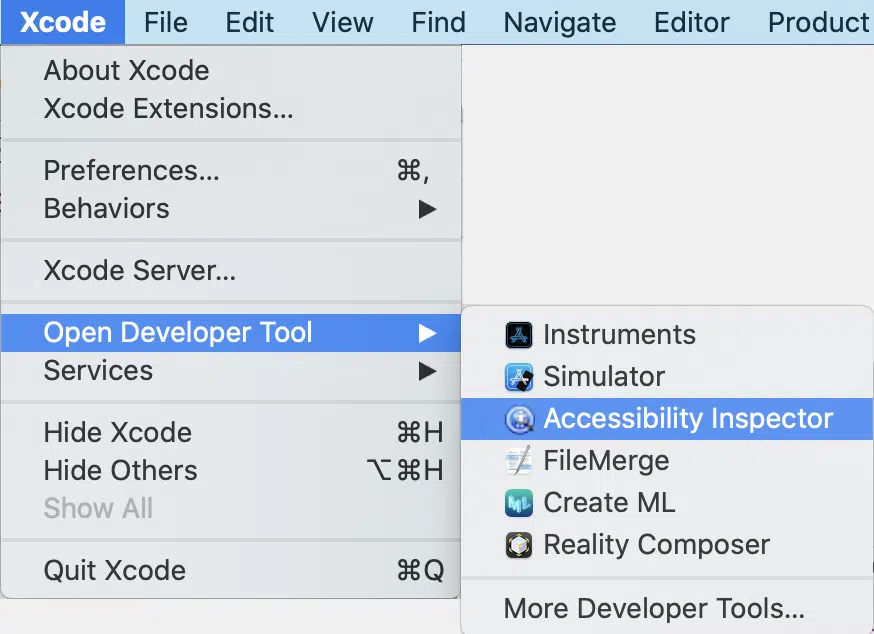 Xcode File Edit View Find Navigate Editor Product
About Xcode
Xcode Extensions...
Preferences... ⌘,
Behaviors ▶
Xcode Server...
Open Developer Tool ▶
Services ▶
Hide Xcode ⌘H
Hide Others ⌥⌘H
Show All
Quit Xcode ⌘Q
Instruments
Simulator
Accessibility Inspector
FileMerge
Create ML
Reality Composer
More Developer Tools...